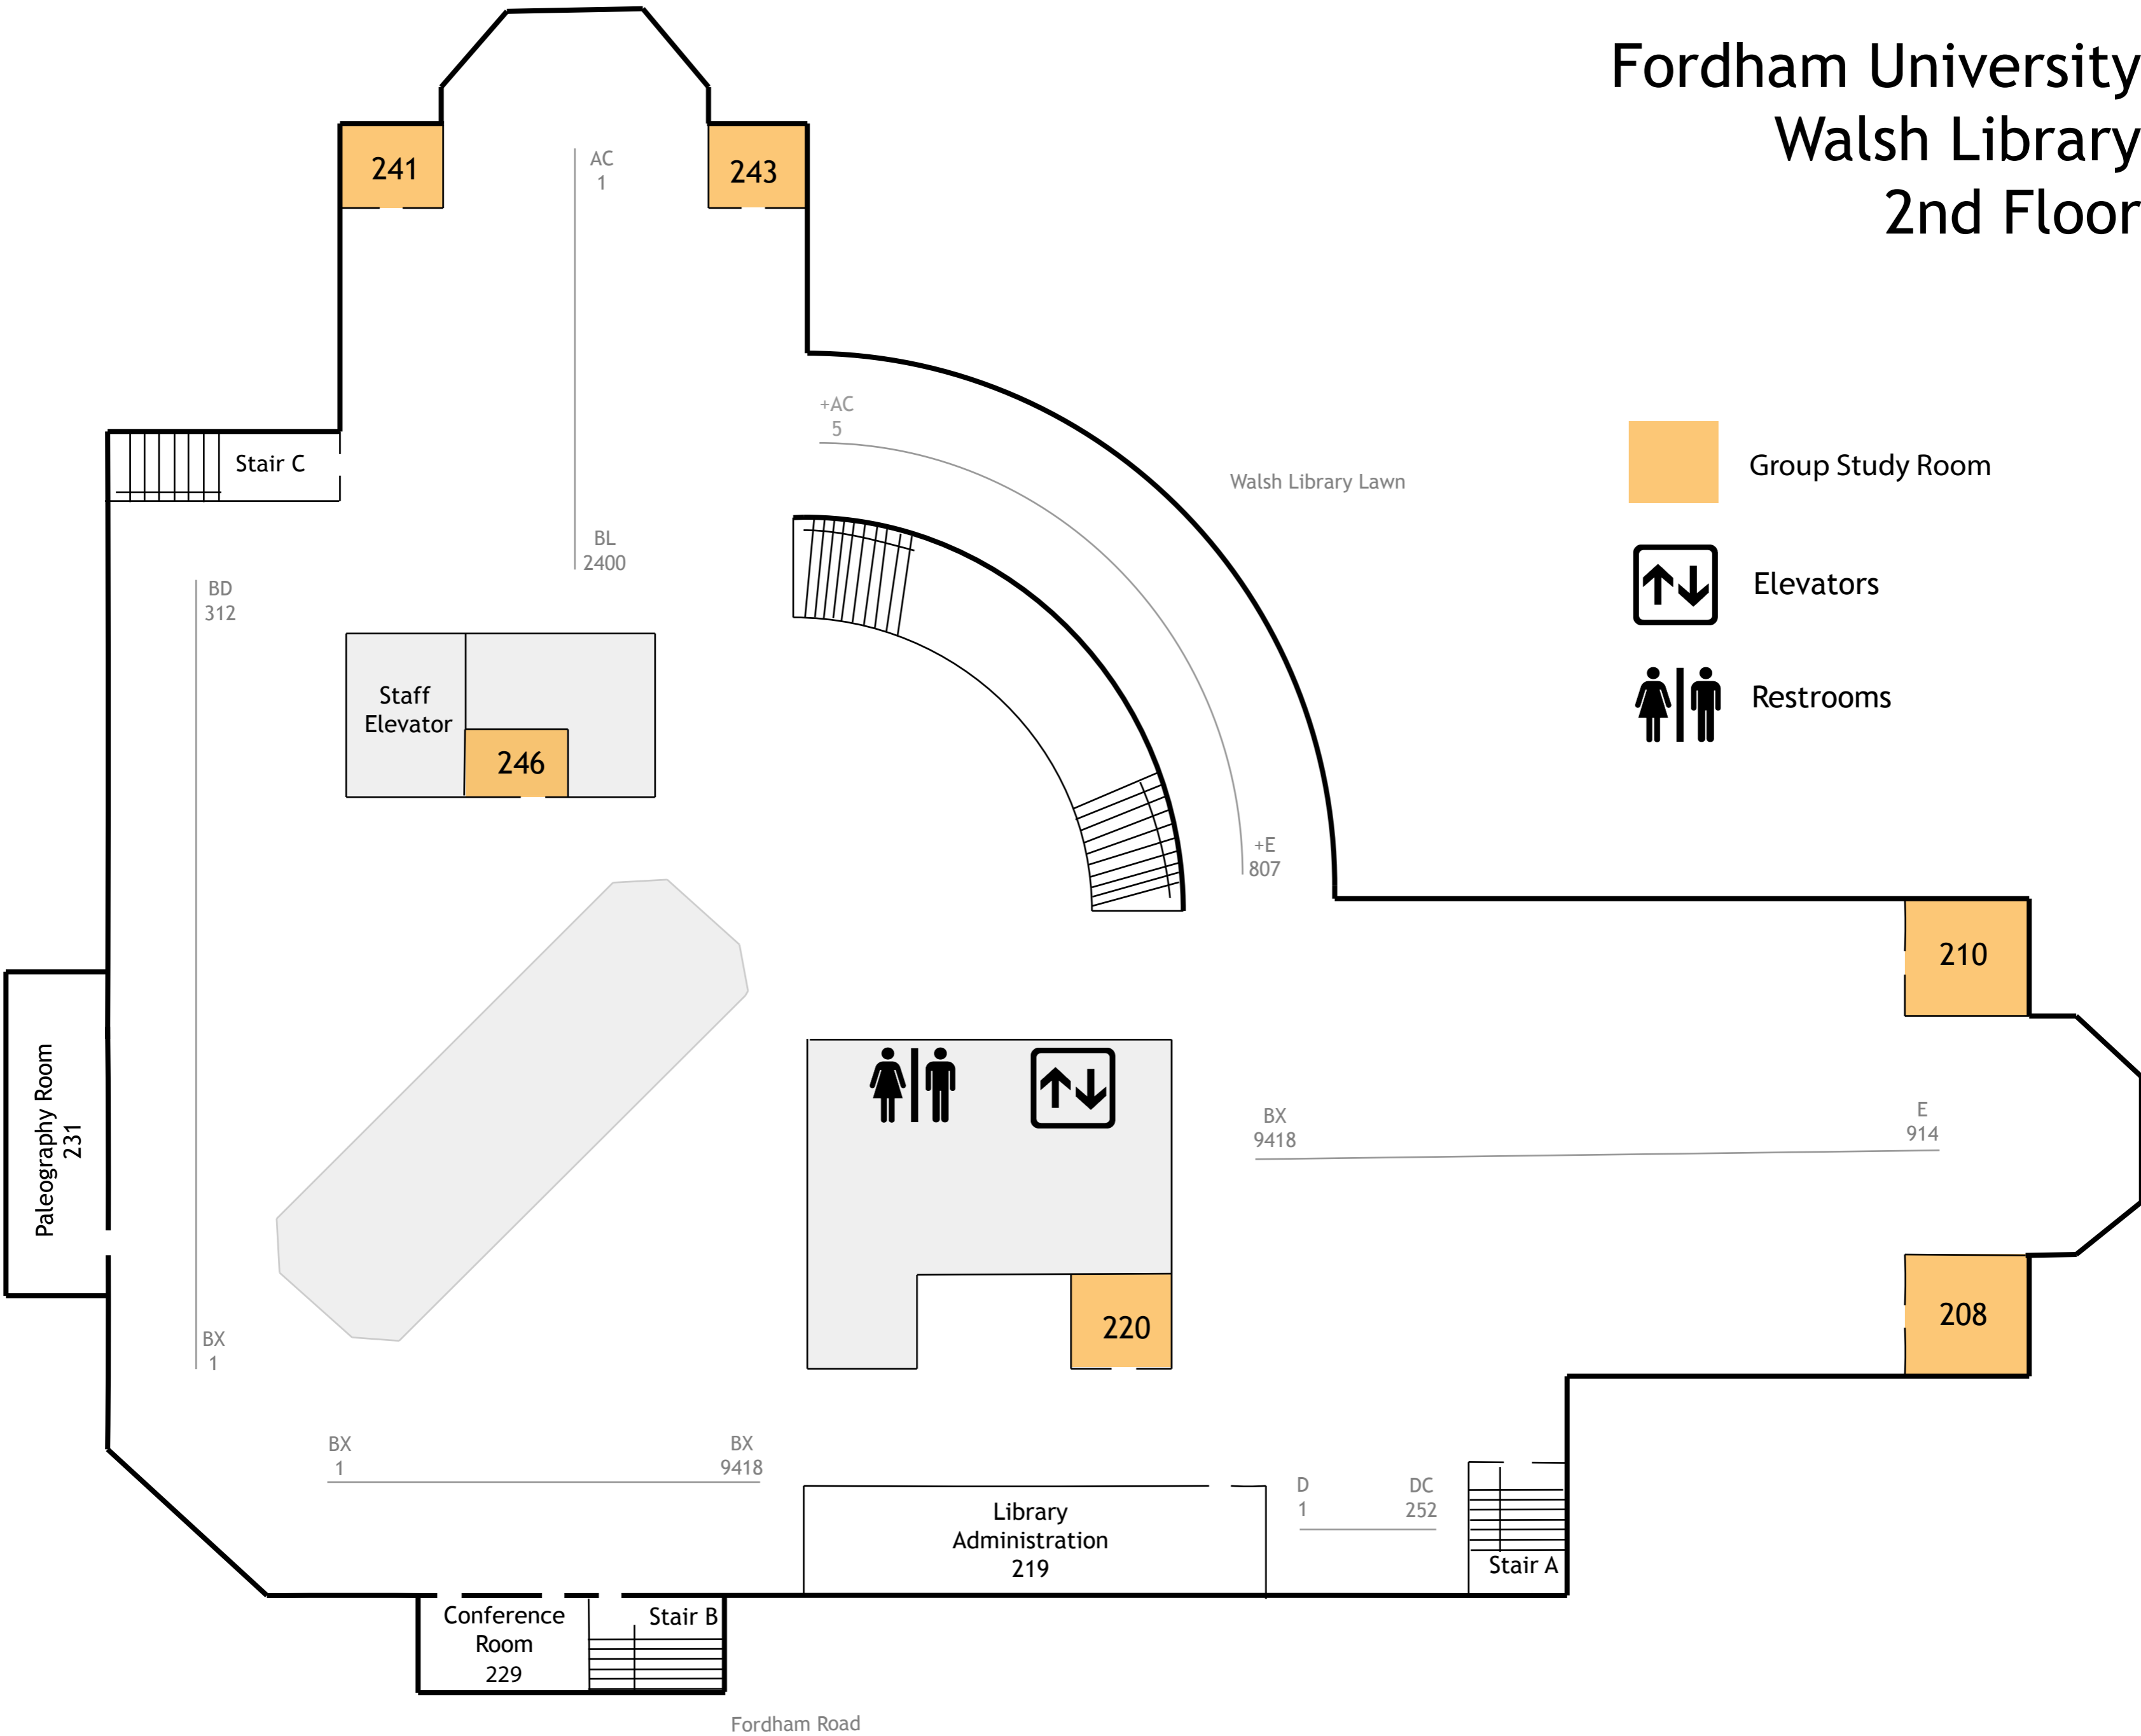 Fordham University
Walsh Library
2nd Floor
241
243
AC
1
+AC
5
Walsh Library Lawn
Group Study Room
Stair C
BL
2400
Elevators
BD
312
Staff
Elevator
Restrooms
246
+E
807
210
Paleography Room
231
BX
9418
E
914
220
208
BX
1
BX
1
BX
9418
D
1
DC
252
Library
Administration
219
Stair A
Conference
Room
229
Stair B
Fordham Road